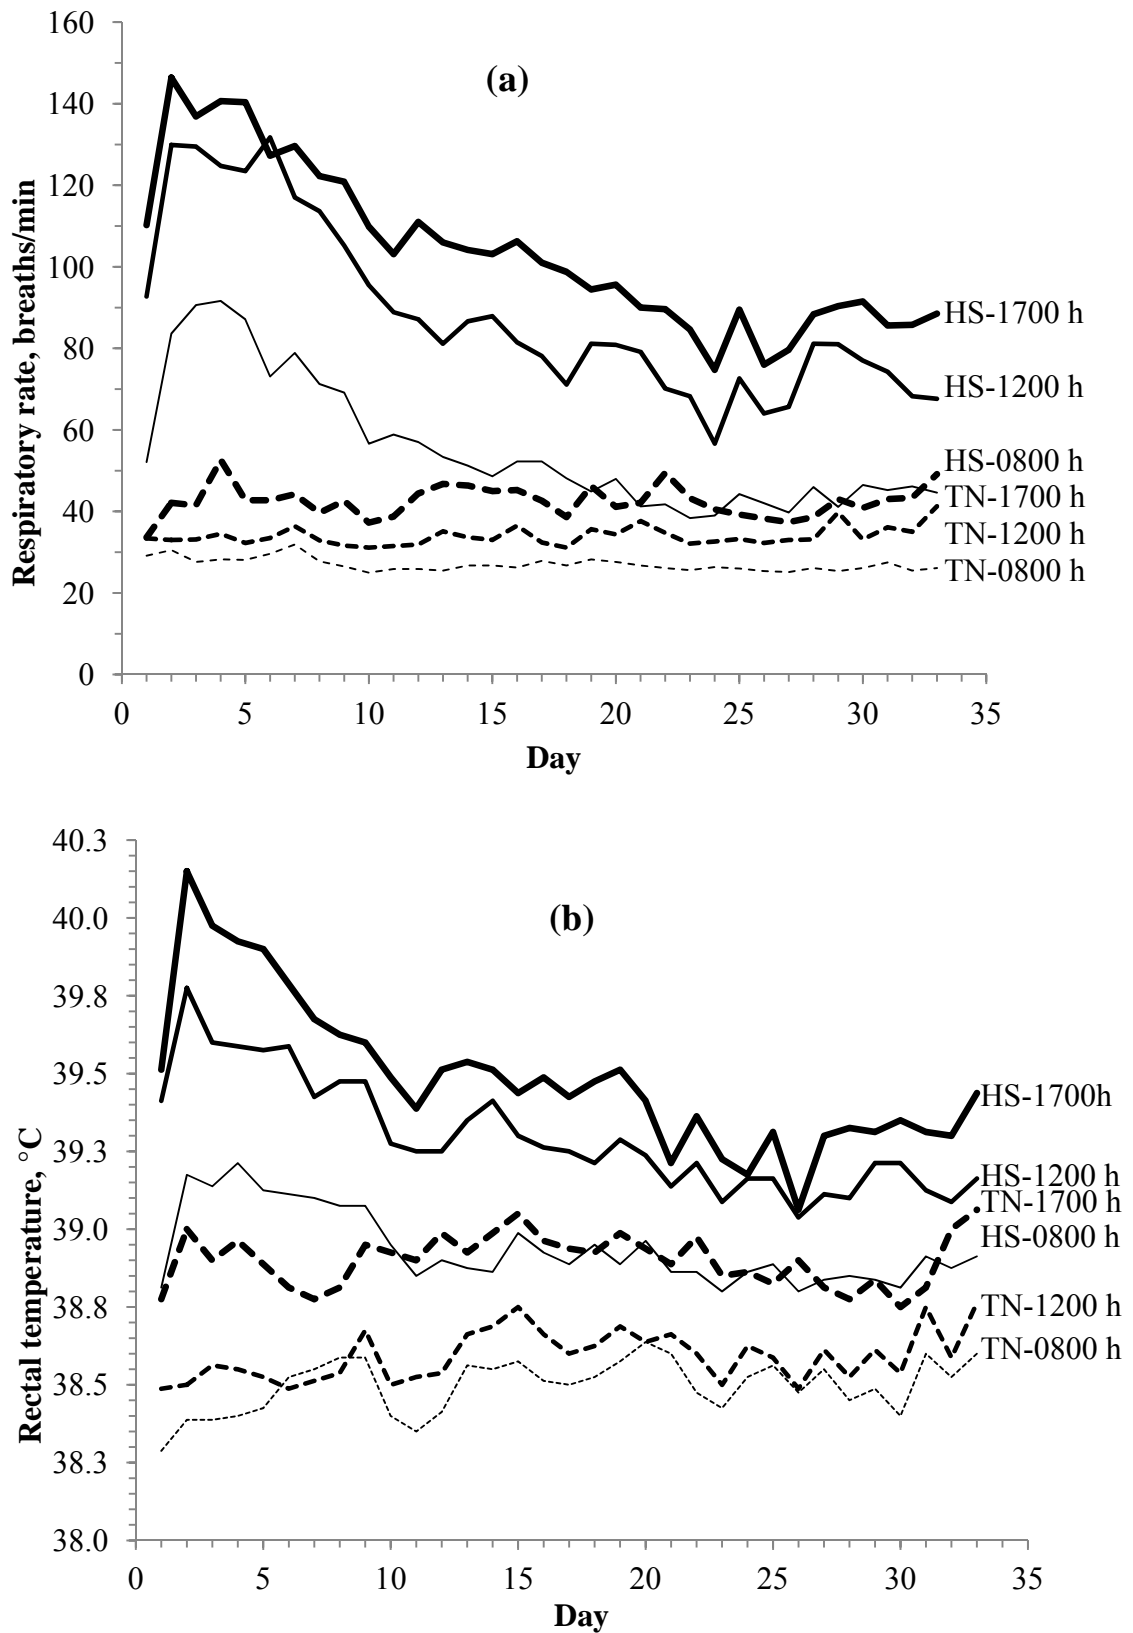 160
(a)
140
120
100
80
60
40
20
0
Respiratory rate, breaths/min
HS-1700 h
HS-1200 h
HS-0800 h
TN-1700 h
TN-1200 h
TN-0800 h
0 5 10 15 20 25 30 35
Day
40.3
(b)
40.0
39.8
39.5
39.3
39.0
38.8
38.5
38.3
38.0
Rectal temperature, °C
HS-1700h
HS-1200 h
TN-1700 h
HS-0800 h
TN-1200 h
TN-0800 h
0 5 10 15 20 25 30 35
Day